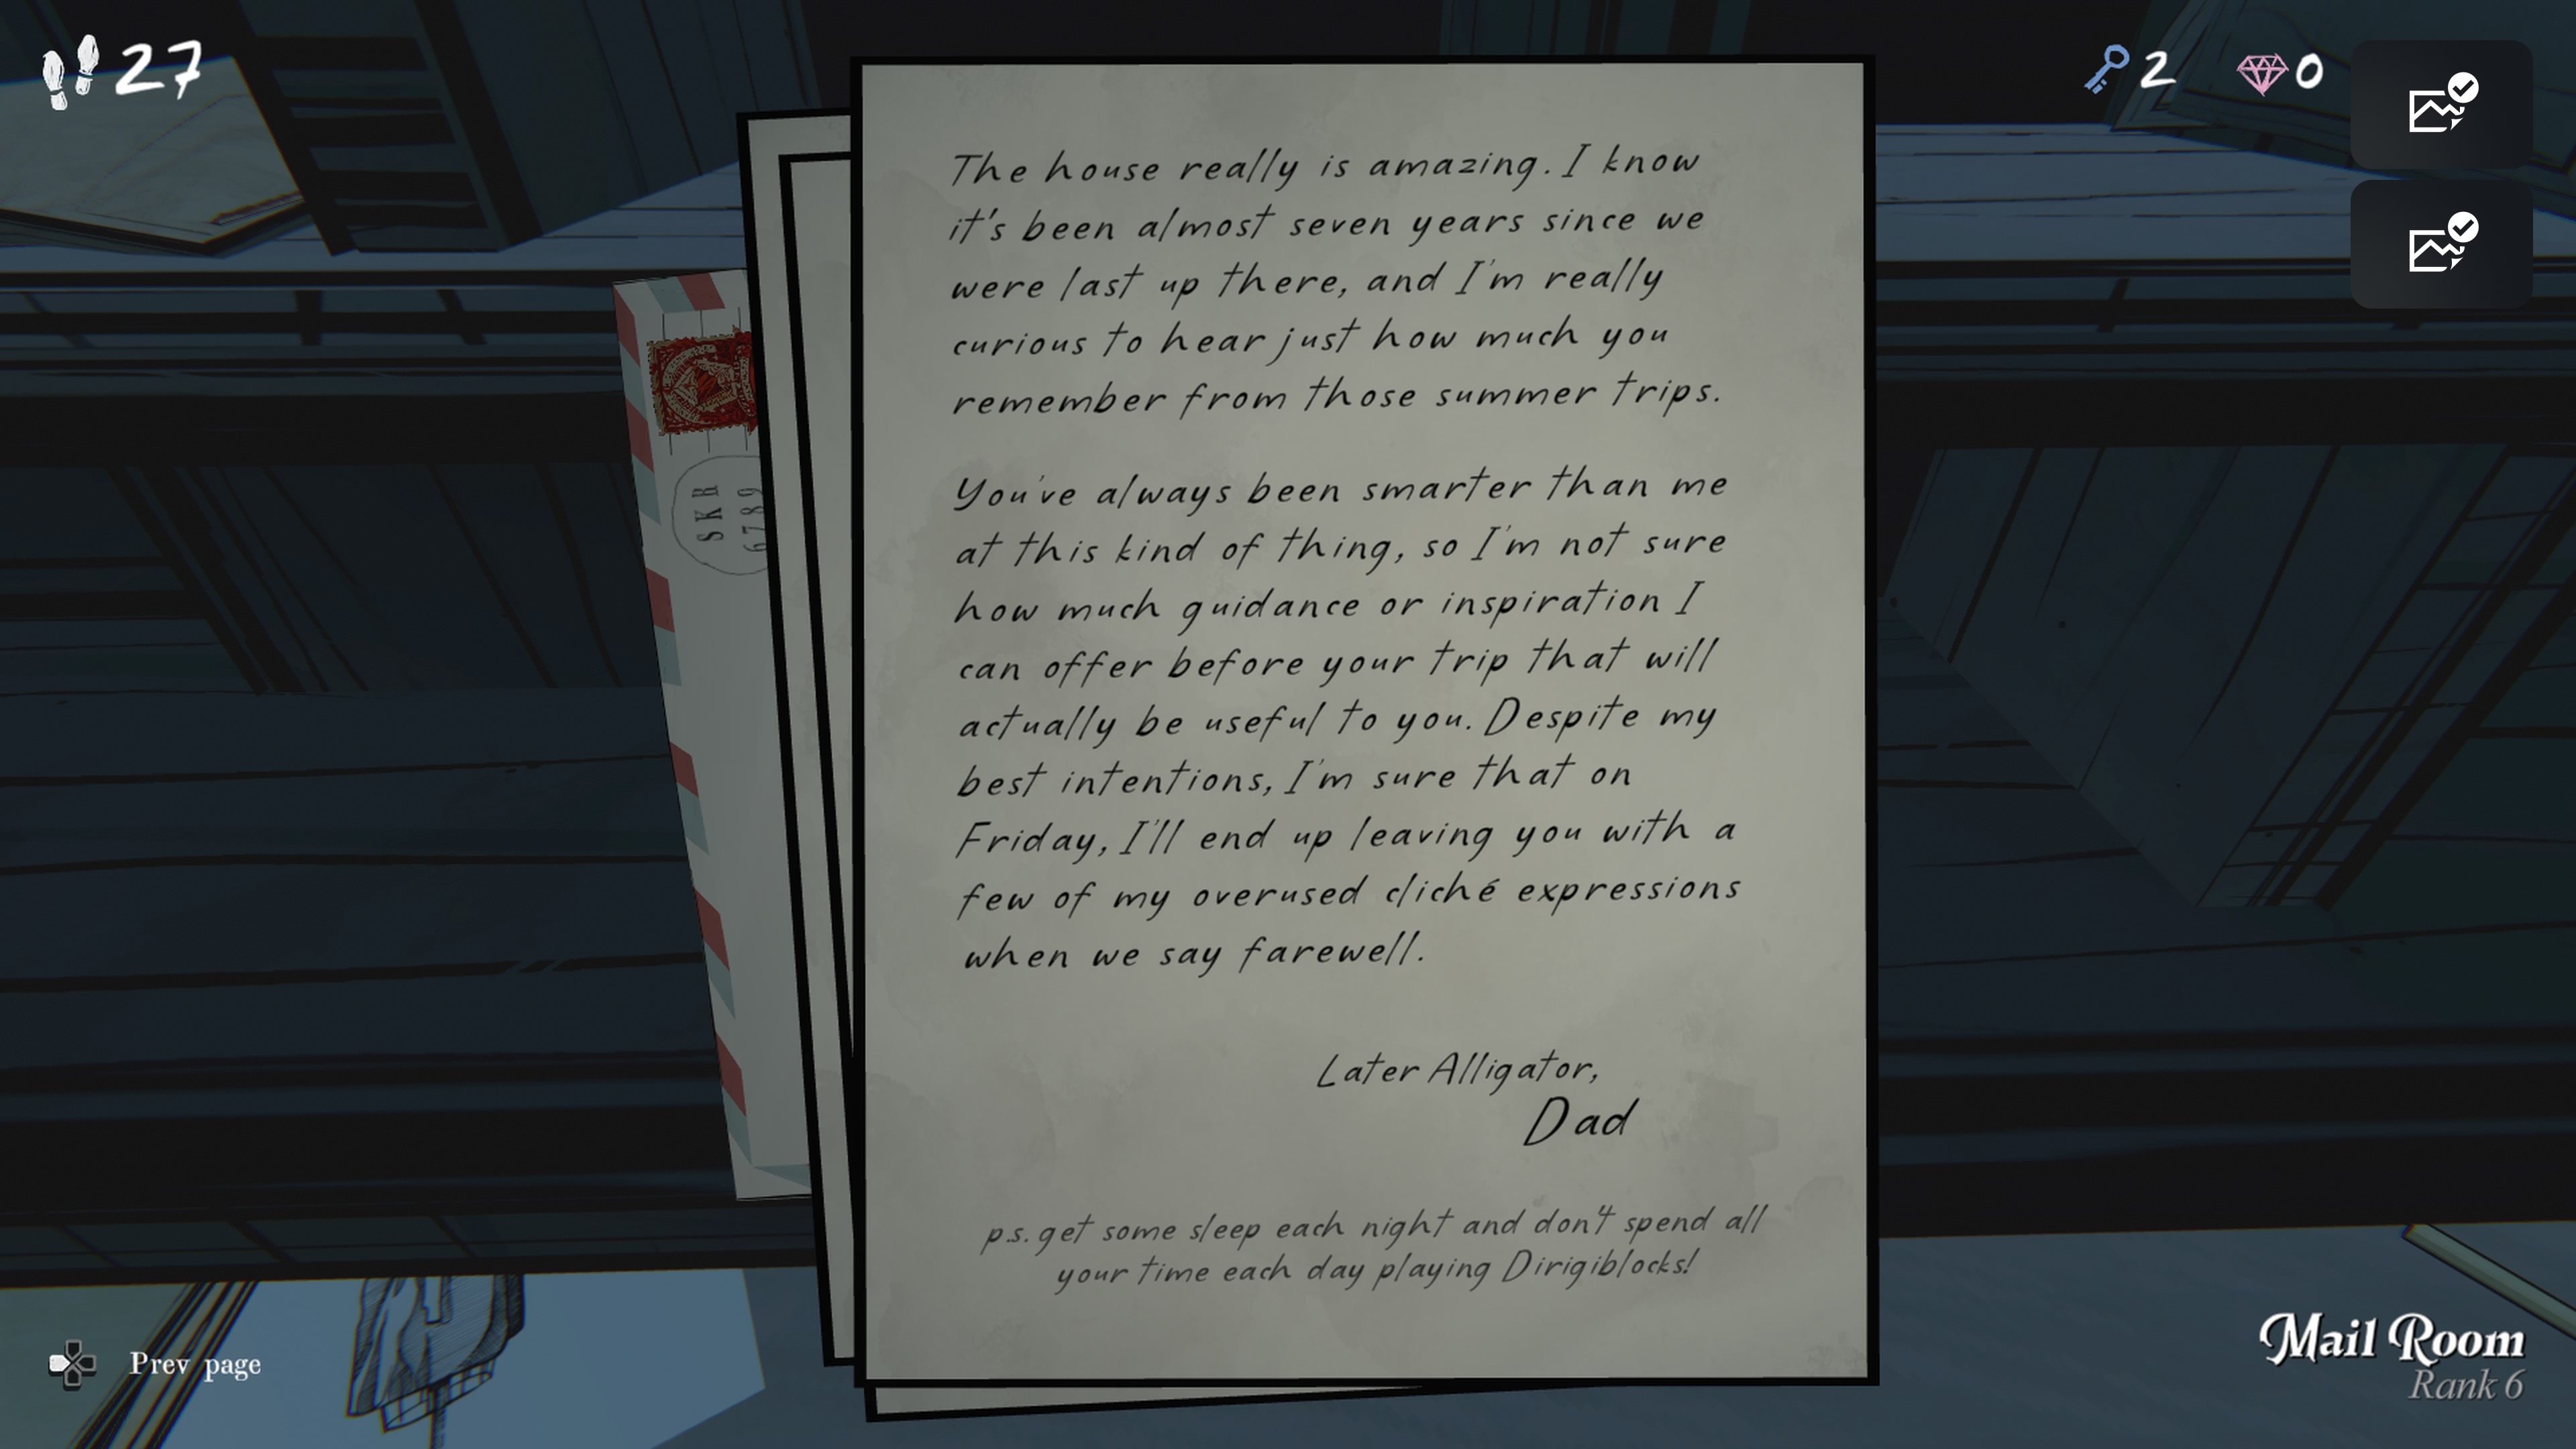 27
2
0
The house really is amazing. I know
it's been almost seven years since we
were last up there, and I'm really
curious to hear just how much you
remember from those summer trips.
You've always been smarter than me
at this kind of thing, so I'm not sure
how much guidance or inspiration I
can offer before your trip that will
actually be useful to you. Despite my
best intentions, I'm sure that on
Friday, I'll end up leaving you with a
few of my overused cliché expressions
when we say farewell.
Later Alligator,
Dad
p.s. get some sleep each night and don't spend all
your time each day playing Dirigiblocks!
SKR
6789
Prev page
Mail Room
Rank 6